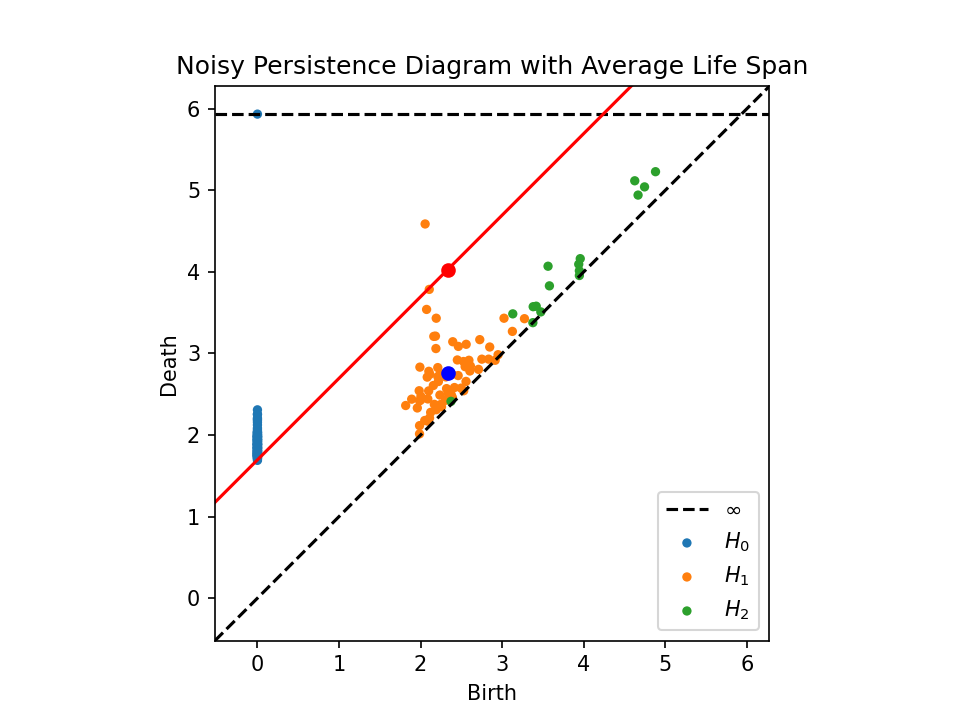 Noisy Persistence Diagram with Average Life Span
6
5
4
3
2
1
0
Death
0 1 2 3 4 5 6
Birth
∞
H₀
H₁
H₂